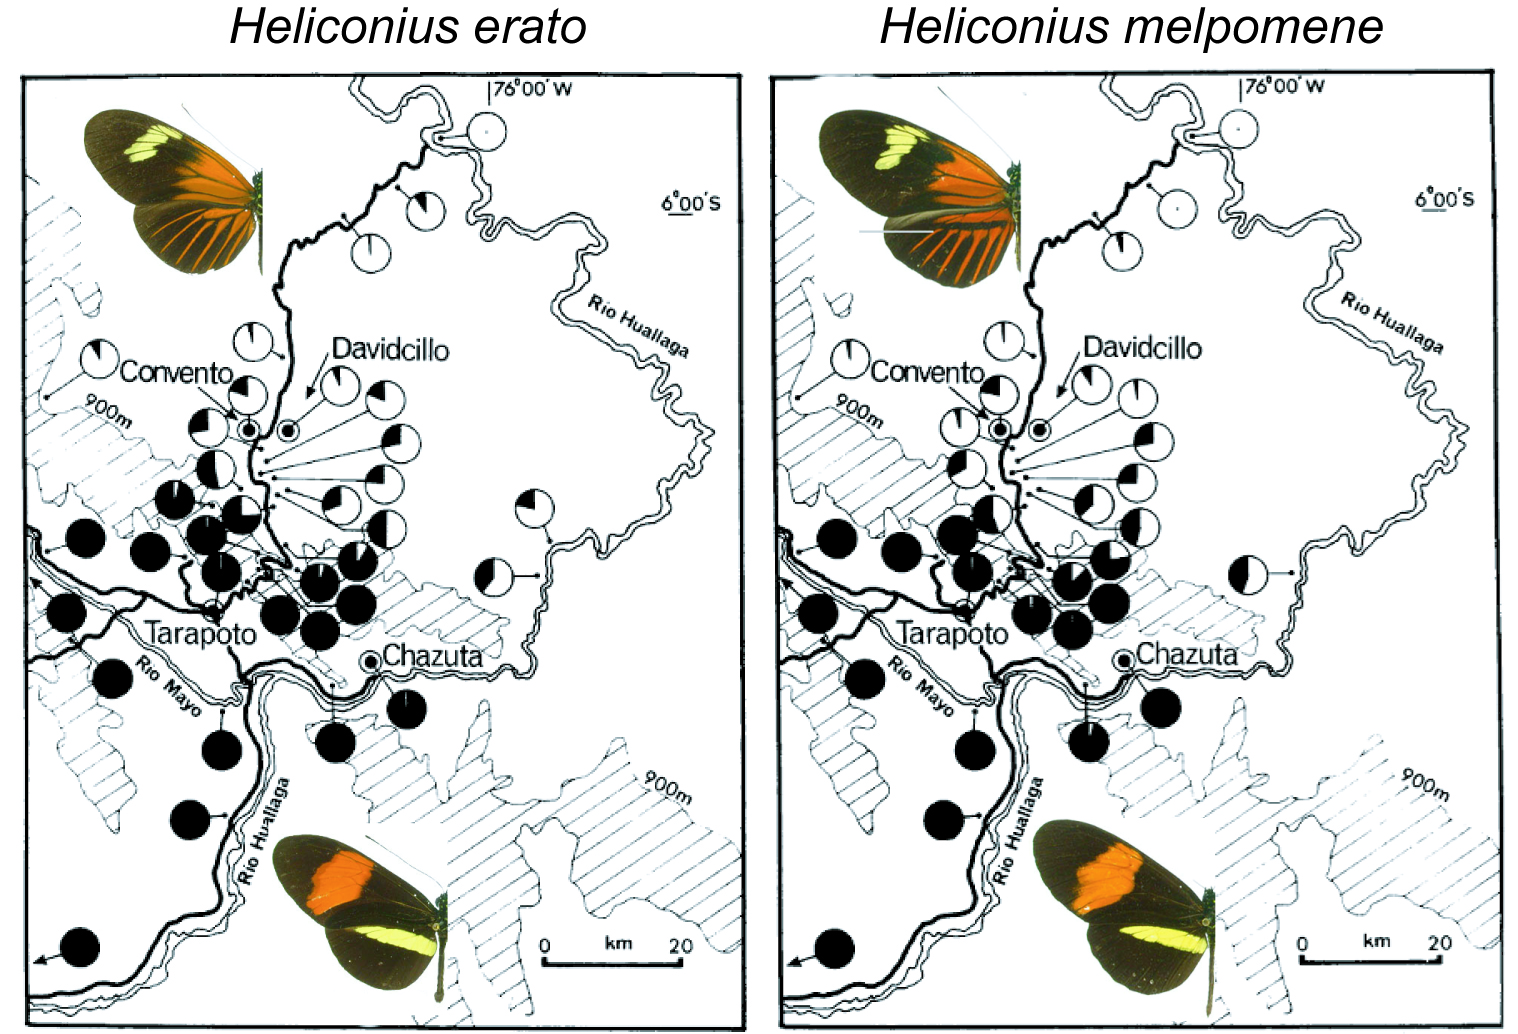 Heliconius erato
Heliconius melpomene
76°00´W
6°00´S
Rio Huallaga
Davidcillo
Convento
900m
Tarapoto
Chazuta
Rio Mayo
900m
Rio Huallaga
0 km 20
76°00´W
6°00´S
Rio Huallaga
Davidcillo
Convento
900m
Tarapoto
Chazuta
Rio Mayo
900m
Rio Huallaga
0 km 20